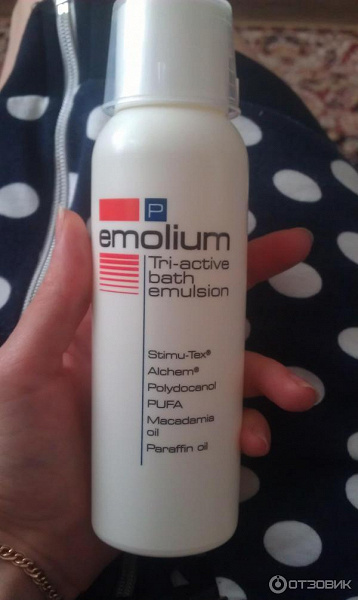 P
emolium
Tri-active
bath
emulsion
Stimu-Tex®
Alchem®
Polydocanol
PUFA
Macadamia
oil
Paraffin oil
ОТЗОВИК